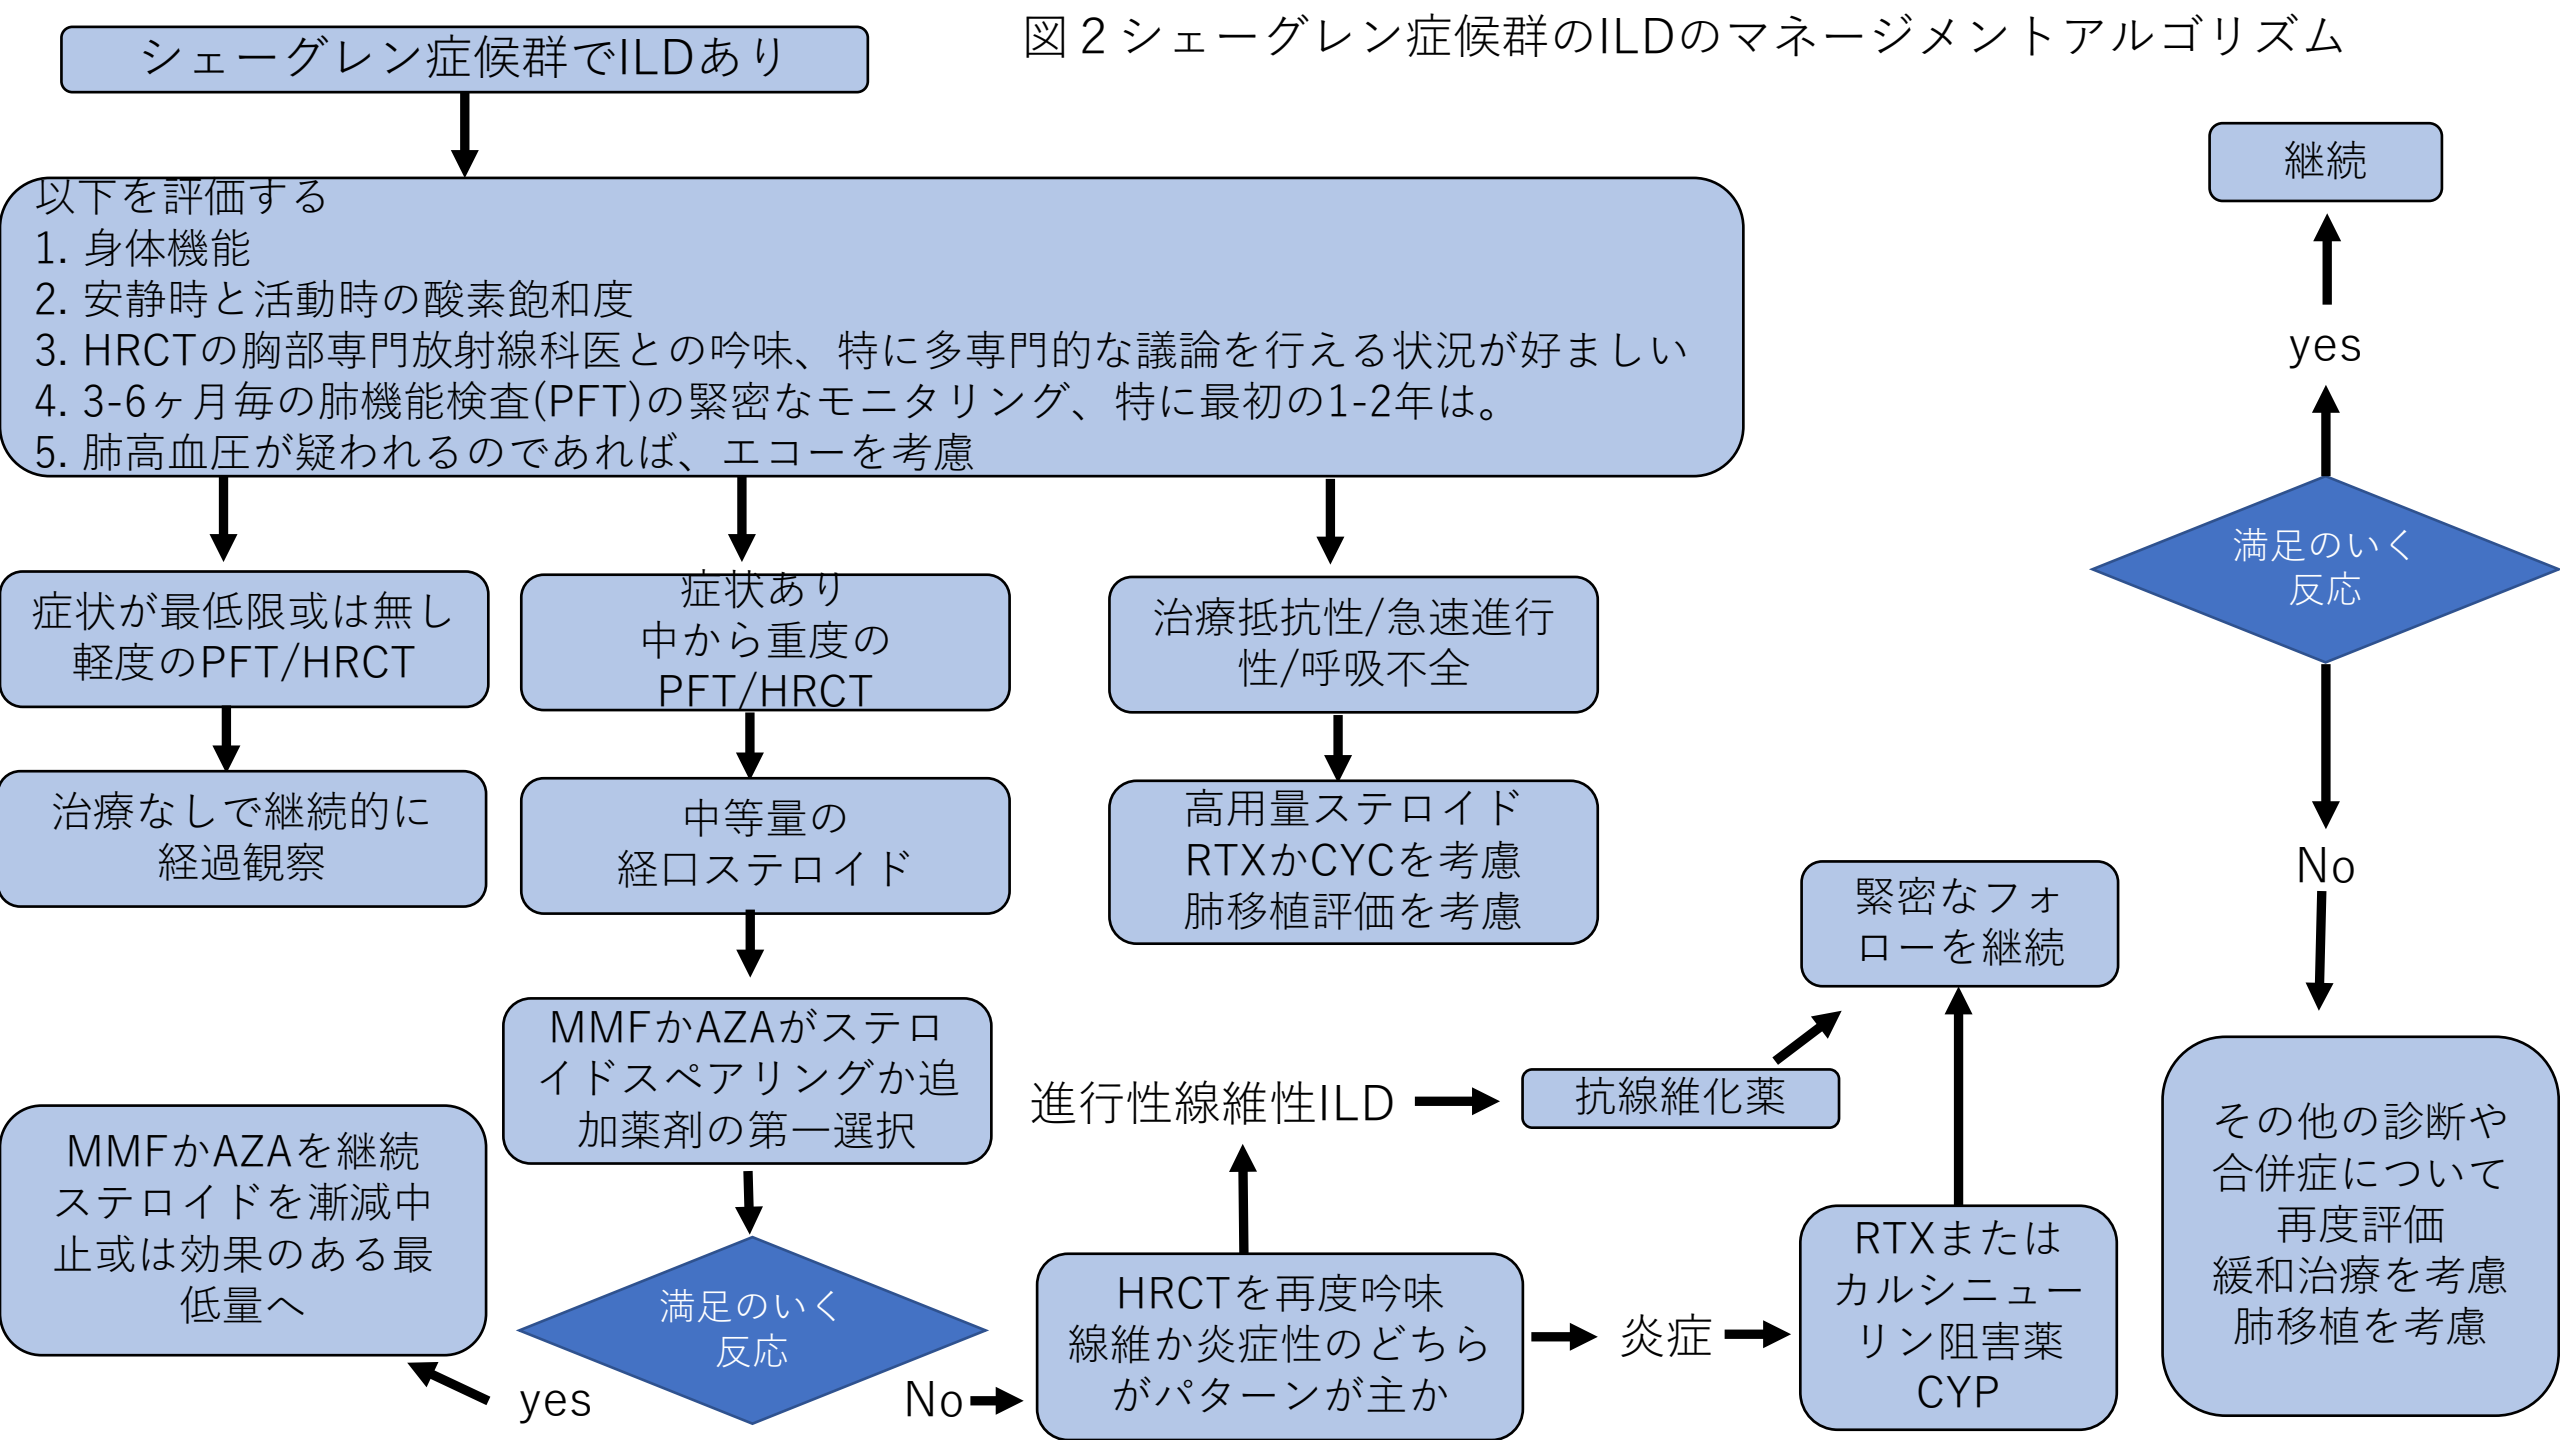 図２シェーグレン症候群のILDのマネージメントアルゴリズム
シェーグレン症候群でILDあり
以下を評価する
1. 身体機能
2. 安静時と活動時の酸素飽和度
3. HRCTの胸部専門放射線科医との吟味、特に多専門的な議論を行える状況が好ましい
4. 3-6ヶ月毎の肺機能検査(PFT)の緊密なモニタリング、特に最初の1-2年は。
5. 肺高血圧が疑われるのであれば、エコーを考慮
症状が最低限或は無し
軽度のPFT/HRCT
治療なしで継続的に
経過観察
症状あり
中から重度の
PFT/HRCT
中等量の
経口ステロイド
MMFかAZAがステロ
イドスペアリングか追
加薬剤の第一選択
満足のいく
反応
yes
MMFかAZAを継続
ステロイドを漸減中
止或は効果のある最
低量へ
No
HRCTを再度吟味
線維か炎症性のどちら
がパターンが主か
進行性線維性ILD
抗線維化薬
炎症
RTXまたは
カルシニュー
リン阻害薬
CYP
緊密なフォ
ローを継続
治療抵抗性/急速進行
性/呼吸不全
高用量ステロイド
RTXかCYCを考慮
肺移植評価を考慮
満足のいく
反応
yes
継続
No
その他の診断や
合併症について
再度評価
緩和治療を考慮
肺移植を考慮